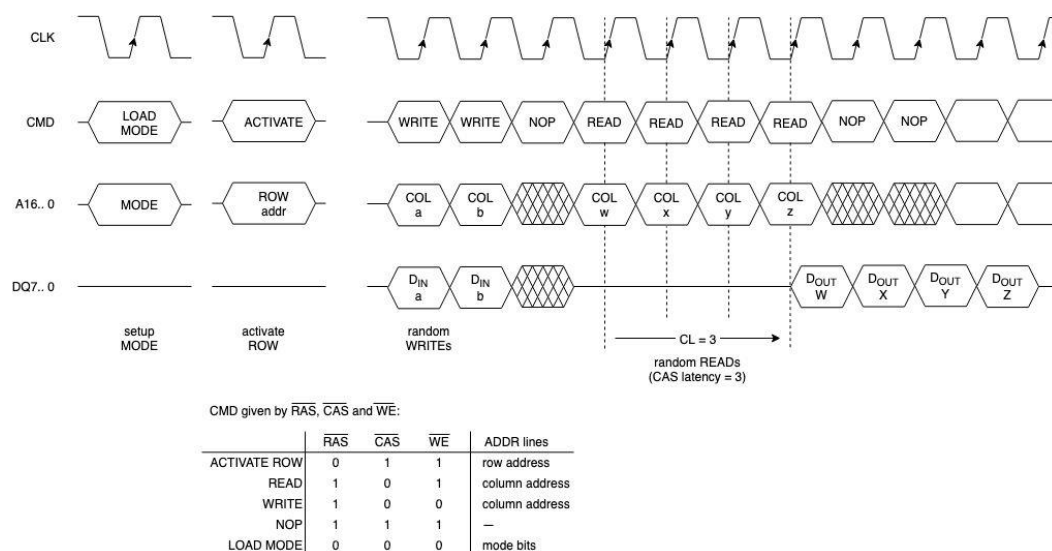 CLK
CMD
LOAD
MODE
ACTIVATE
WRITE WRITE NOP READ READ READ READ NOP NOP
A16.. 0
MODE
ROW
addr
COL
a
COL
b
COL
w
COL
x
COL
y
COL
z
DQ7.. 0
DIN
a
DIN
b
DOUT
W
DOUT
X
DOUT
Y
DOUT
Z
setup
MODE
activate
ROW
random
WRITEs
CL = 3
random READs
(CAS latency = 3)
CMD given by RAS, CAS and WE:
RAS CAS WE ADDR lines
ACTIVATE ROW 0 1 1 row address
READ 1 0 1 column address
WRITE 1 0 0 column address
NOP 1 1 1 —
LOAD MODE 0 0 0 mode bits